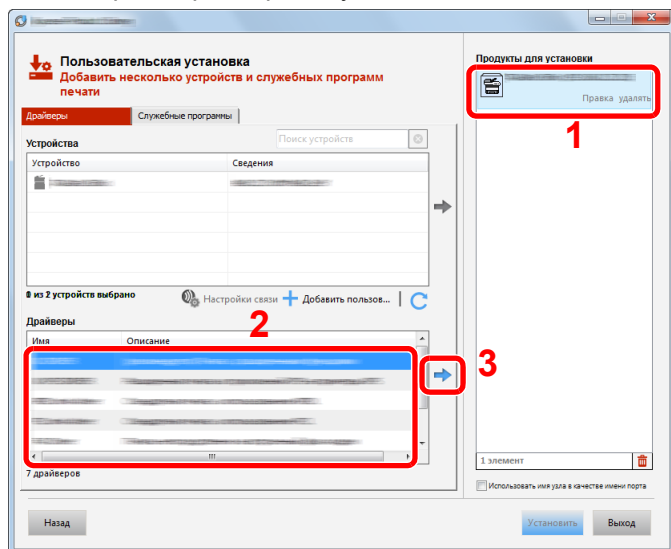 Пользовательская установка
Добавить несколько устройств и служебных программ
печати
Драйверы
Служебные программы
Устройства
Поиск устройств
Устройство
Сведения
0 из 2 устройств выбрано
Настройки связи
Добавить пользов...
Драйверы
2
Имя
Описание
3
7 драйверов
Продукты для установки
Правка удалять
1
1 элемент
Использовать имя узла в качестве имени порта
Назад
Установить
Выход